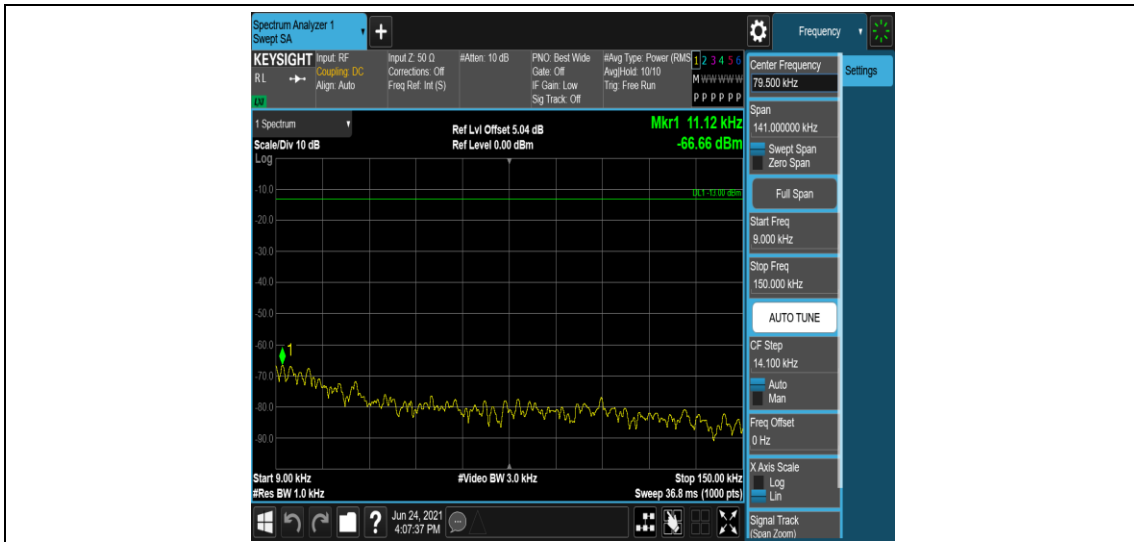 Spectrum Analyzer 1
Swept SA
+
Frequency
KEYSIGHT
RL
LXI
Input: RF
Coupling: DC
Align: Auto
Input Z: 50 Ω
Corrections: Off
Freq Ref: Int (S)
#Atten: 10 dB
PNO: Best Wide
Gate: Off
IF Gain: Low
Sig Track: Off
#Avg Type: Power (RMS
Avg|Hold: 10/10
Trig: Free Run
1 2 3 4 5 6
M W W W W W
P P P P P P
1 Spectrum
Scale/Div 10 dB
Log
Ref Lvl Offset 5.04 dB
Ref Level 0.00 dBm
Mkr1 11.12 kHz
-66.66 dBm
DL1 -13.00 dBm
-10.0
-20.0
-30.0
-40.0
-50.0
-60.0
1
-70.0
-80.0
-90.0
Start 9.00 kHz
#Res BW 1.0 kHz
#Video BW 3.0 kHz
Stop 150.00 kHz
Sweep 36.8 ms (1000 pts)
?
Jun 24, 2021
4:07:37 PM
Center Frequency
79.500 kHz
Settings
Span
141.000000 kHz
Swept Span
Zero Span
Full Span
Start Freq
9.000 kHz
Stop Freq
150.000 kHz
AUTO TUNE
CF Step
14.100 kHz
Auto
Man
Freq Offset
0 Hz
X Axis Scale
Log
Lin
Signal Track
(Span Zoom)